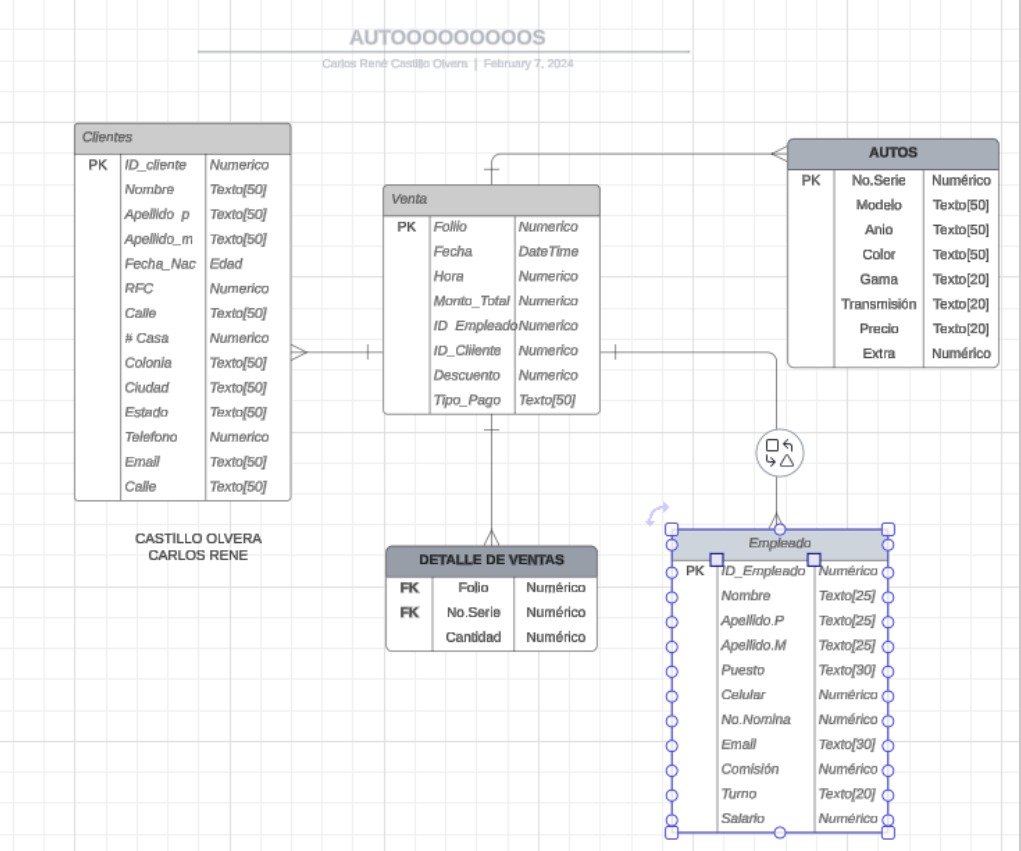 AUTOOOOOOOOOS
Carlos René Castillo Olvera | February 7, 2024
Clientes
PK ID_cliente Numerico
Nombre Texto[50]
Apellido_p Texto[50]
Apellido_m Texto[50]
Fecha_Nac Edad
RFC Numerico
Calle Texto[50]
# Casa Numerico
Colonia Texto[50]
Ciudad Texto[50]
Estado Texto[50]
Telefono Numerico
Email Texto[50]
Calle Texto[50]
CASTILLO OLVERA
CARLOS RENE
Venta
PK Follio Numerico
Fecha DateTime
Hora Numerico
Monto_Total Numerico
ID_Empleado Numerico
ID_Cliiente Numerico
Descuento Numerico
Tipo_Pago Texto[50]
AUTOS
PK No.Serie Numérico
Modelo Texto[50]
Anio Texto[50]
Color Texto[50]
Gama Texto[20]
Transmisión Texto[20]
Precio Texto[20]
Extra Numérico
DETALLE DE VENTAS
FK Folio Numérico
FK No.Serie Numérico
Cantidad Numérico
Empleado
PK ID_Empleado Numérico
Nombre Texto[25]
Apellido.P Texto[25]
Apellido.M Texto[25]
Puesto Texto[30]
Celular Numérico
No.Nomina Numérico
Email Texto[30]
Comisión Numérico
Turno Texto[20]
Salario Numérico